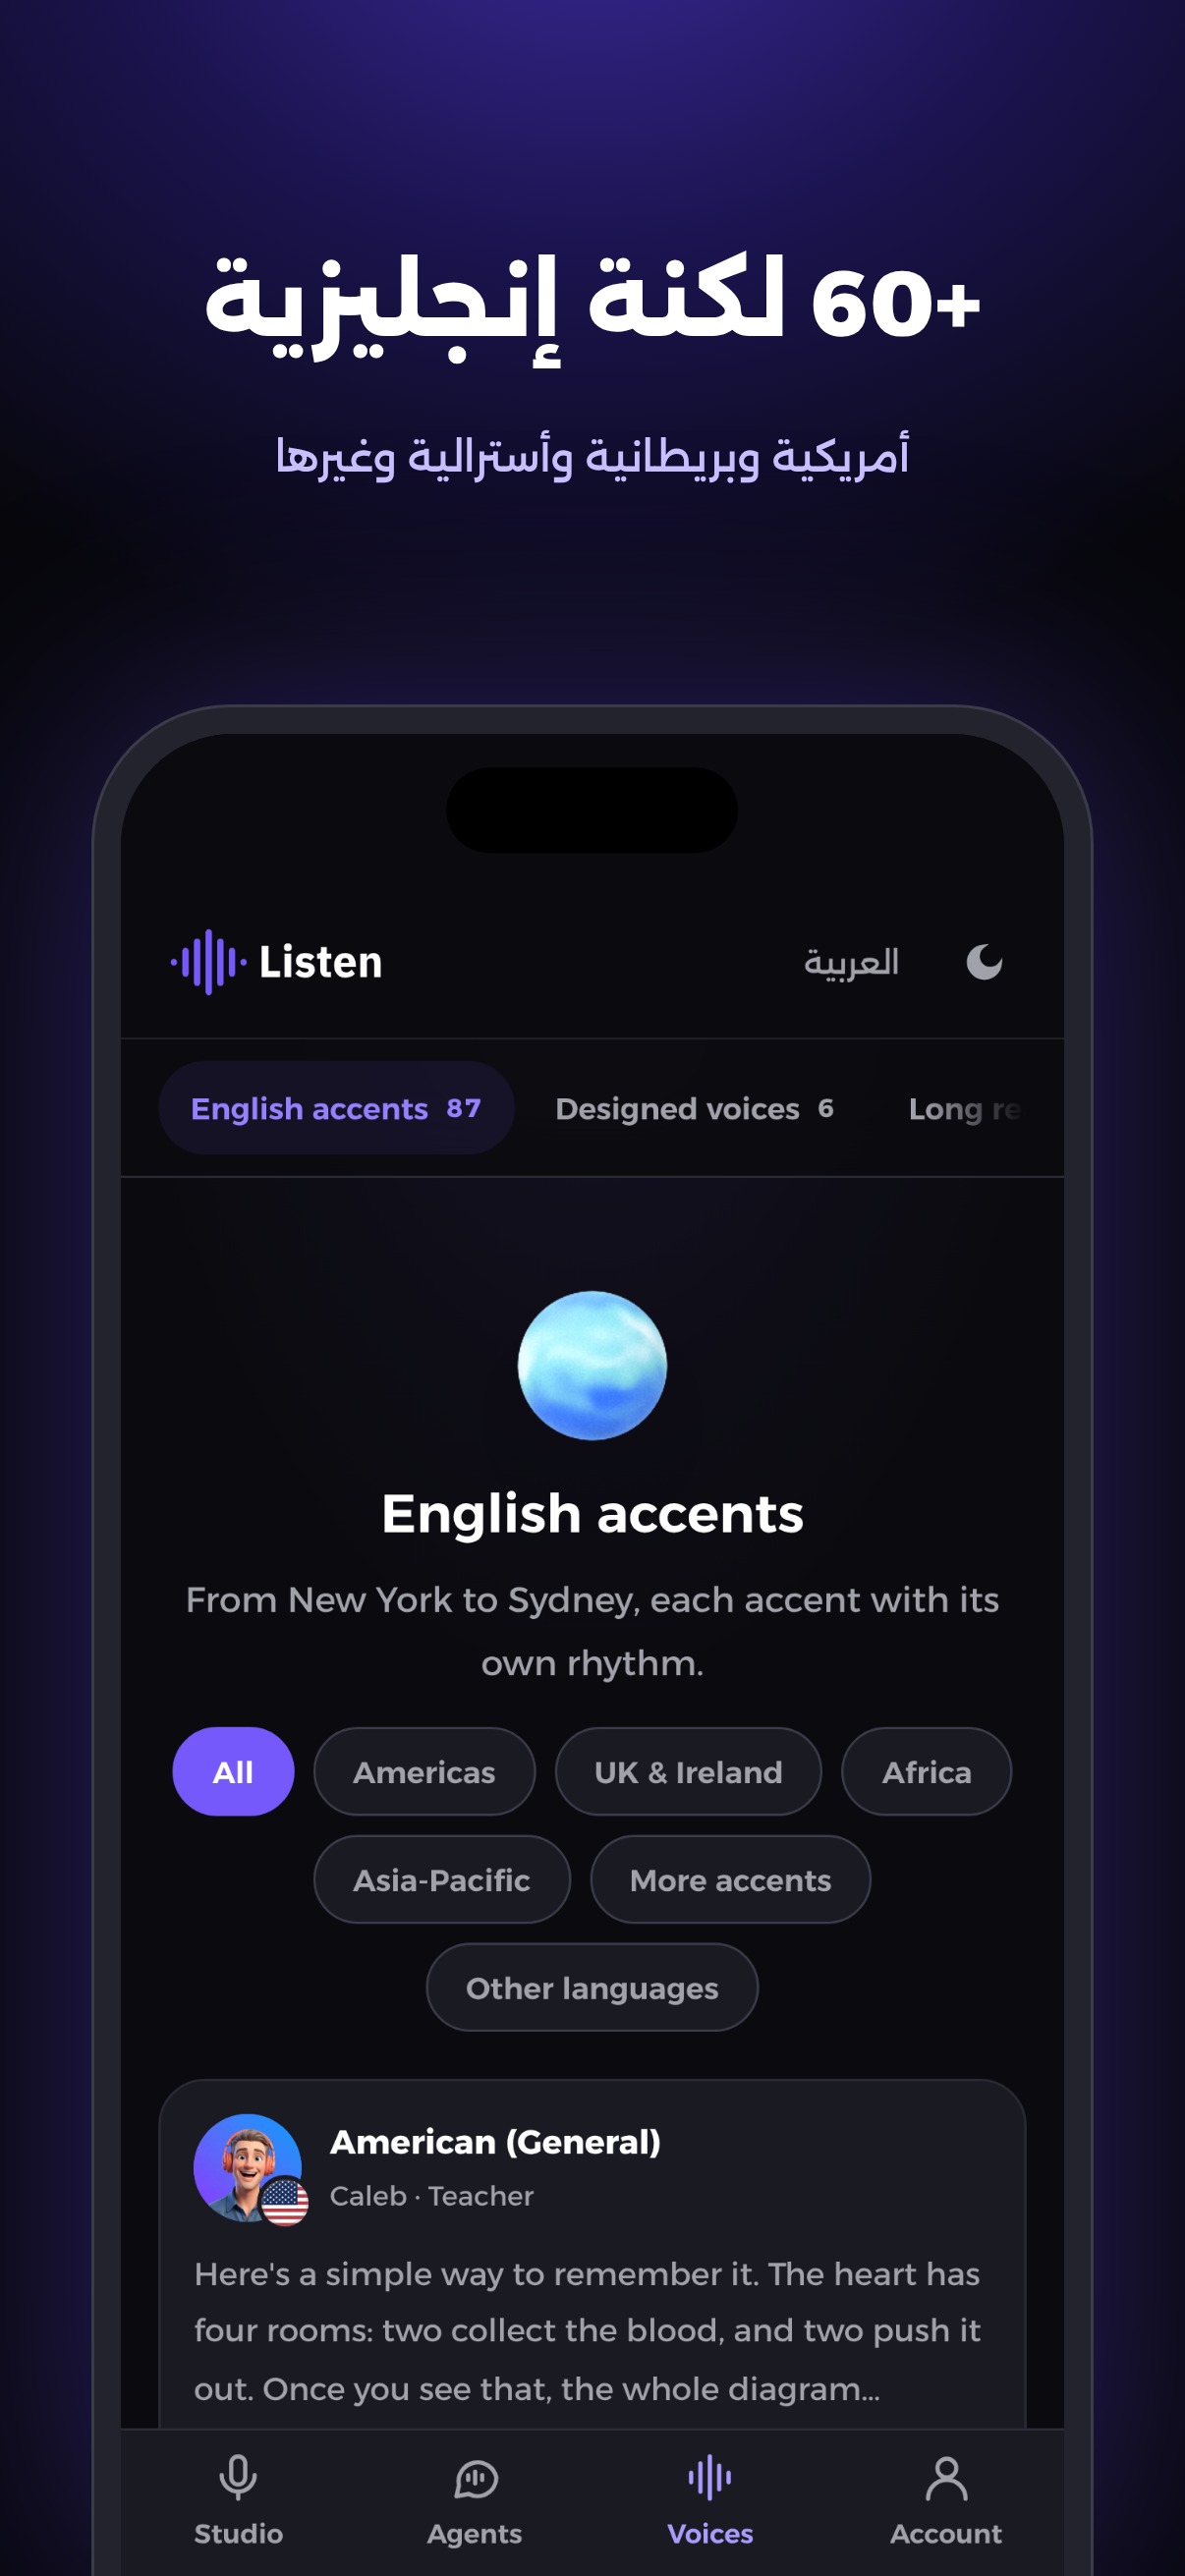 +60 لكنة إنجليزية
أمريكية وبريطانية وأسترالية وغيرها
Listen العربية
English accents 87 Designed voices 6 Long re
English accents
From New York to Sydney, each accent with its
own rhythm.
All Americas UK & Ireland Africa
Asia-Pacific More accents
Other languages
American (General)
Caleb · Teacher
Here's a simple way to remember it. The heart has
four rooms: two collect the blood, and two push it
out. Once you see that, the whole diagram...
Studio Agents Voices Account